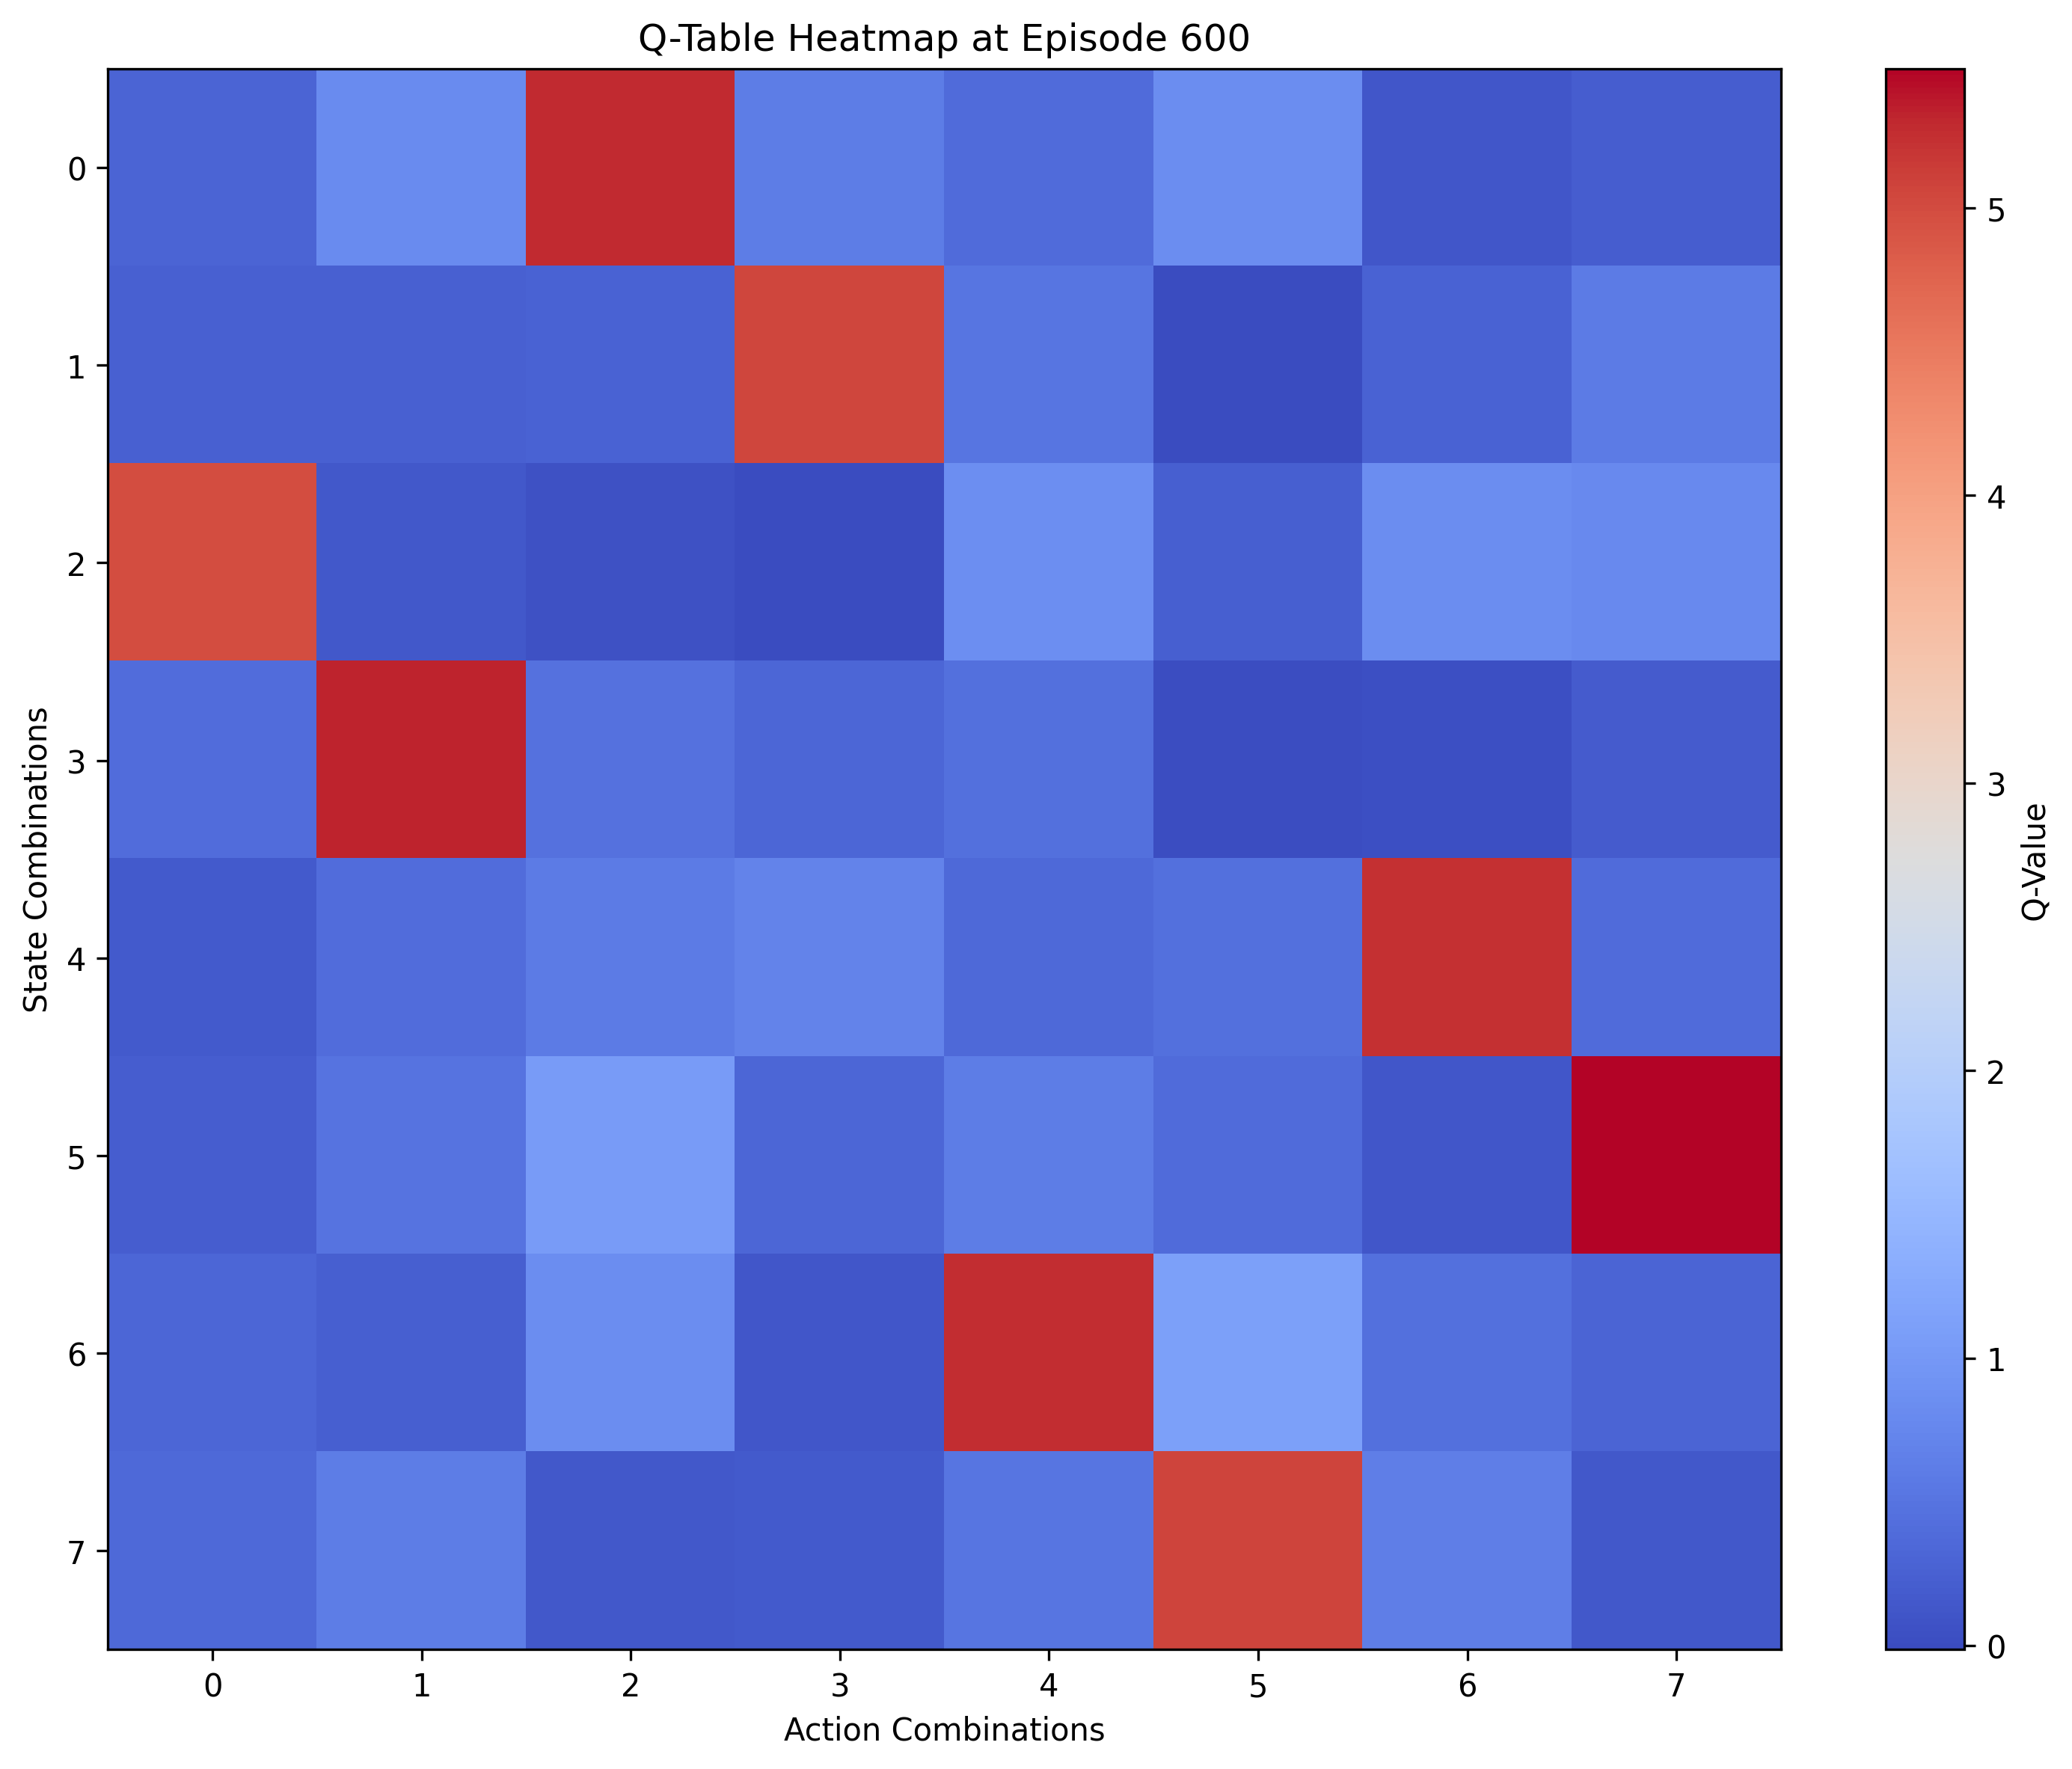 Q-Table Heatmap at Episode 600
0
1
2
3
4
5
6
7
State Combinations
0 1 2 3 4 5 6 7
Action Combinations
5
4
3
2
1
0
Q-Value